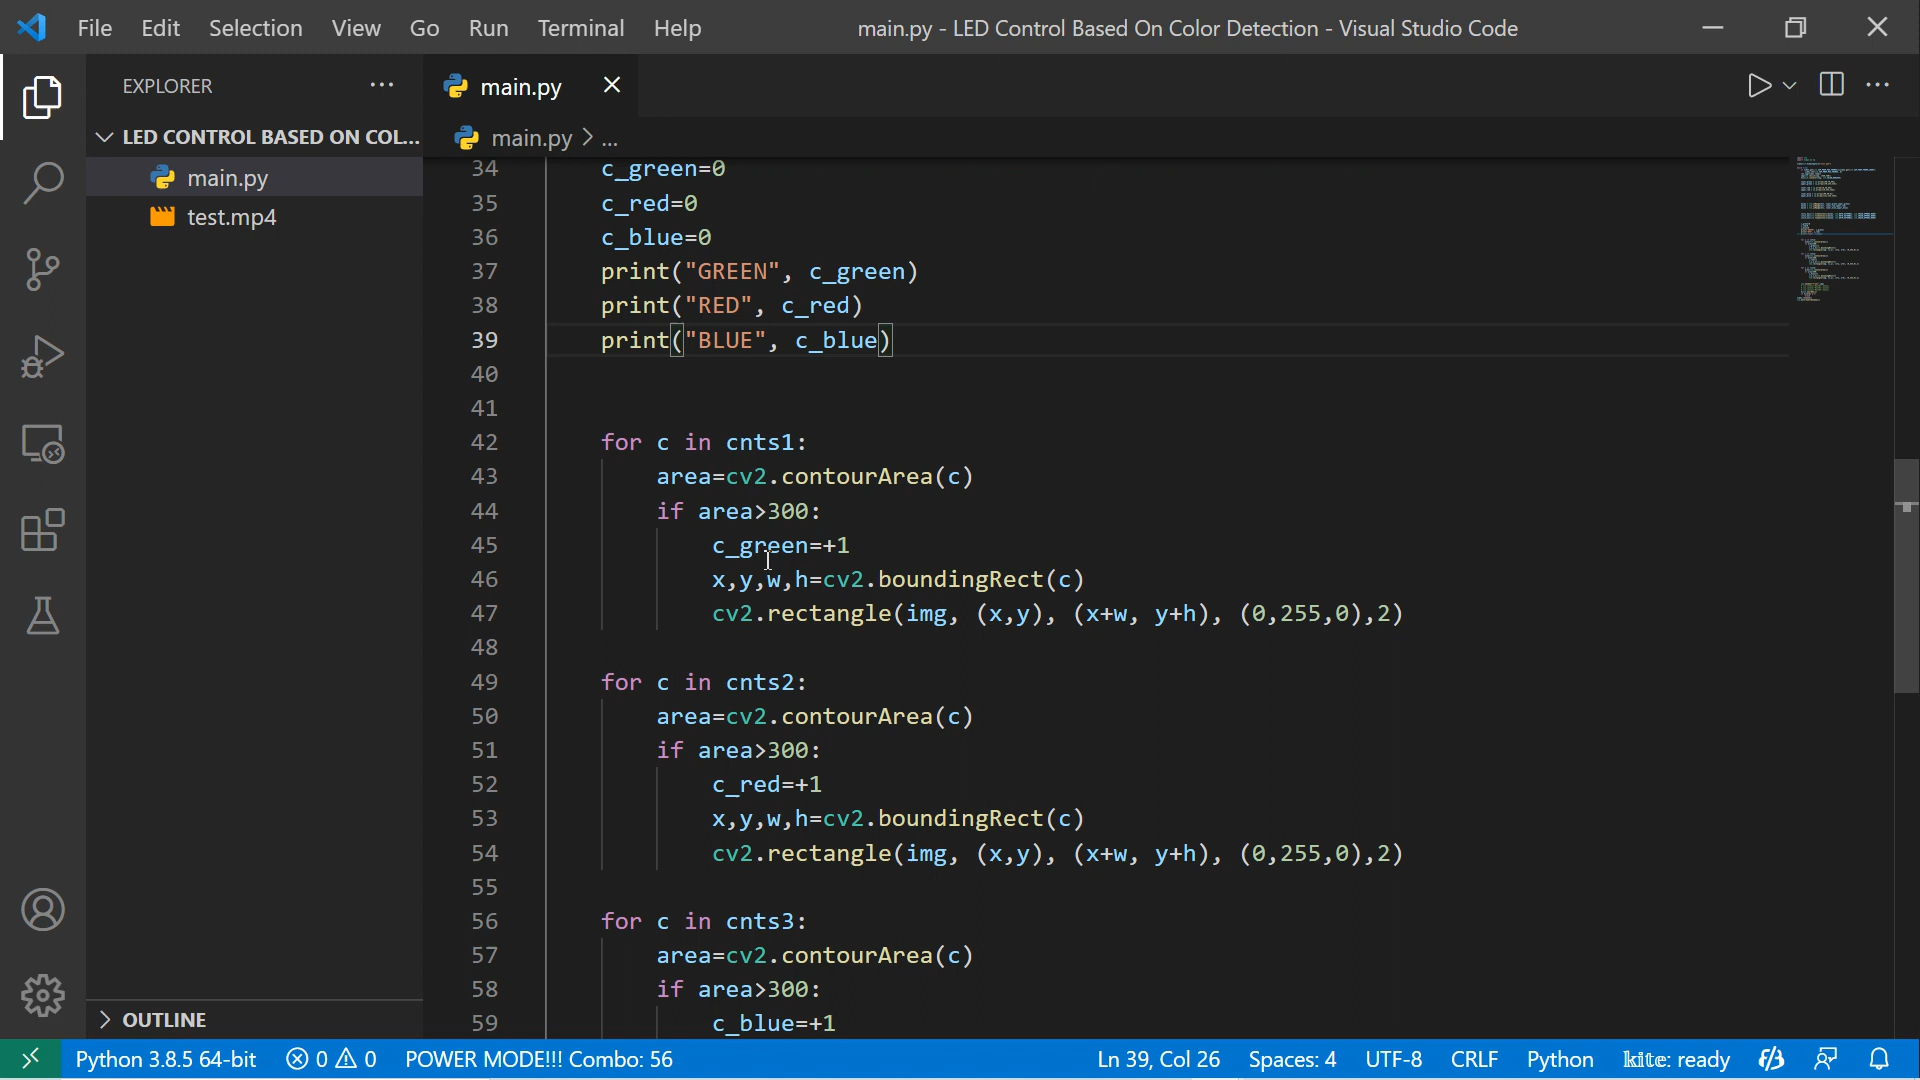 File Edit Selection View Go Run Terminal Help main.py - LED Control Based On Color Detection - Visual Studio Code
EXPLORER
LED CONTROL BASED ON COL...
main.py
test.mp4
OUTLINE
main.py
main.py > ...
34 c_green=0
35 c_red=0
36 c_blue=0
37 print("GREEN", c_green)
38 print("RED", c_red)
39 print("BLUE", c_blue)
40
41
42 for c in cnts1:
43 area=cv2.contourArea(c)
44 if area>300:
45 c_green=+1
46 x,y,w,h=cv2.boundingRect(c)
47 cv2.rectangle(img, (x,y), (x+w, y+h), (0,255,0),2)
48
49 for c in cnts2:
50 area=cv2.contourArea(c)
51 if area>300:
52 c_red=+1
53 x,y,w,h=cv2.boundingRect(c)
54 cv2.rectangle(img, (x,y), (x+w, y+h), (0,255,0),2)
55
56 for c in cnts3:
57 area=cv2.contourArea(c)
58 if area>300:
59 c_blue=+1
Python 3.8.5 64-bit 0 0 POWER MODE!!! Combo: 56 Ln 39, Col 26 Spaces: 4 UTF-8 CRLF Python kite: ready